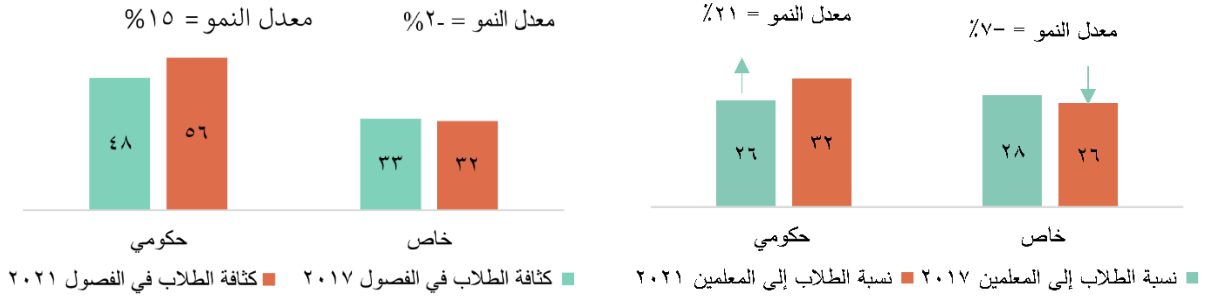 معدل النمو = ١٥%
معدل النمو = -٢%
٤٨
٥٦
٣٣
٣٢
حكومي
خاص
كثافة الطلاب في الفصول ٢٠١٧
كثافة الطلاب في الفصول ٢٠٢١
معدل النمو = ٢١٪
معدل النمو = -٧٪
٢٦
٣٢
٢٨
٢٦
حكومي
خاص
نسبة الطلاب إلى المعلمين ٢٠١٧
نسبة الطلاب إلى المعلمين ٢٠٢١